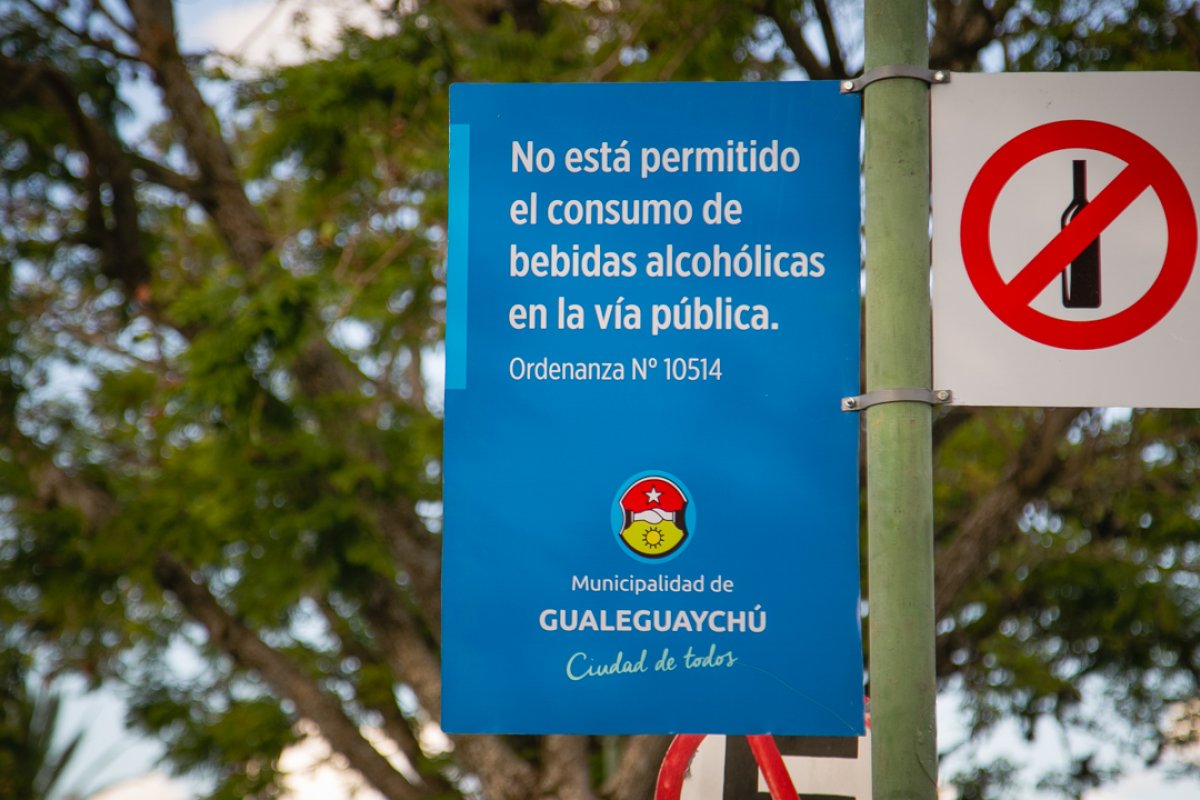 No está permitido
el consumo de
bebidas alcohólicas
en la vía pública.
Ordenanza Nº 10514
Municipalidad de
GUALEGUAYCHÚ
Ciudad de todos